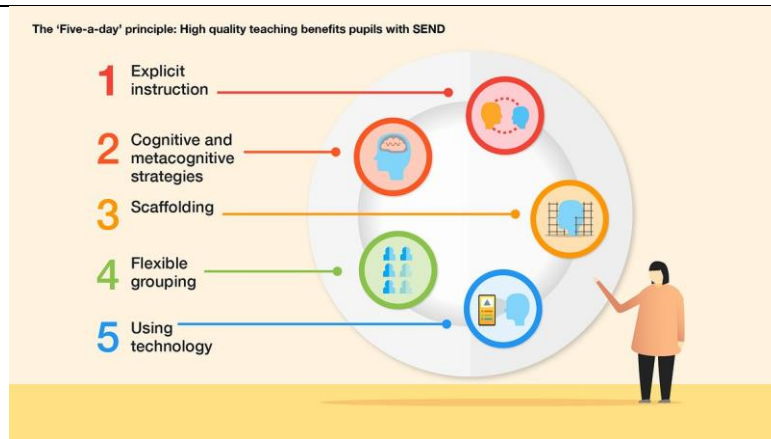 The ‘Five-a-day’ principle: High quality teaching benefits pupils with SEND
1 Explicit
instruction
2 Cognitive and
metacognitive
strategies
3 Scaffolding
4 Flexible
grouping
5 Using
technology